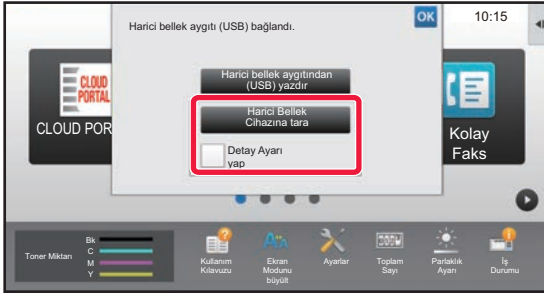 Harici bellek aygıtı (USB) bağlandı.
OK
10:15
Harici bellek aygıtından
(USB) yazdır
Harici Bellek
Cihazına tara
Detay Ayarı
yap
CLOUD
PORTAL
CLOUD POR
Kolay
Faks
Toner Miktarı
Bk
C
M
Y
Kullanım
Kılavuzu
Ekran
Modunu
büyült
Ayarlar
Toplam
Sayı
Parlaklık
Ayarı
İş
Durumu